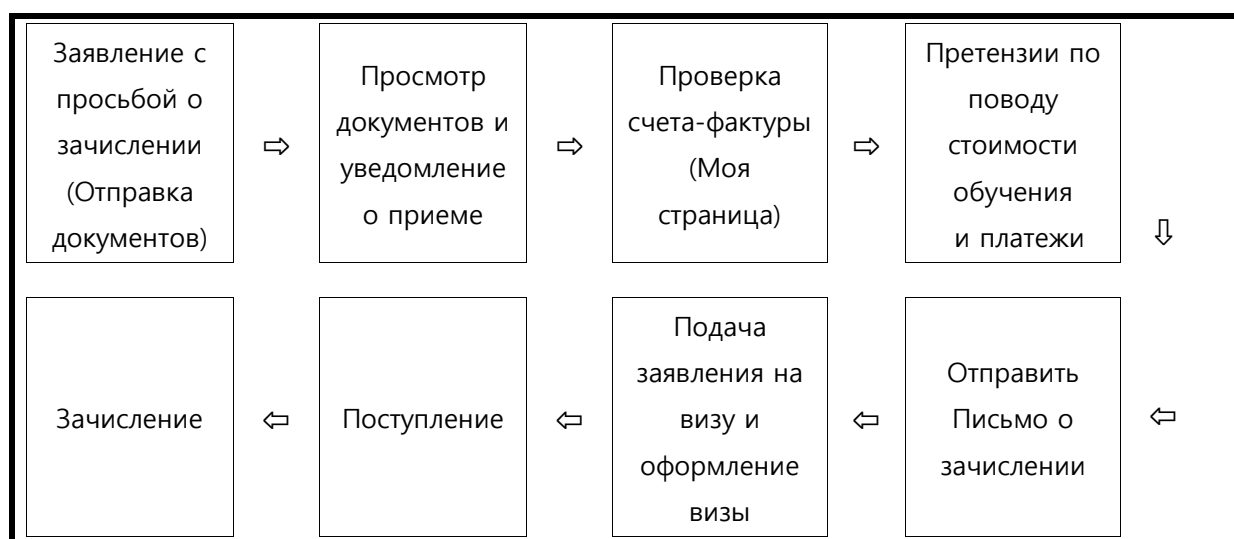 Заявление с
просьбой о
зачислении
(Отправка
документов)
⇨
Просмотр
документов и
уведомление
о приеме
⇨
Проверка
счета-фактуры
(Моя
страница)
⇨
Претензии по
поводу
стоимости
обучения
и платежи
⇩
Зачисление
⇦
Поступление
⇦
Подача
заявления на
визу и
оформление
визы
⇦
Отправить
Письмо о
зачислении
⇦